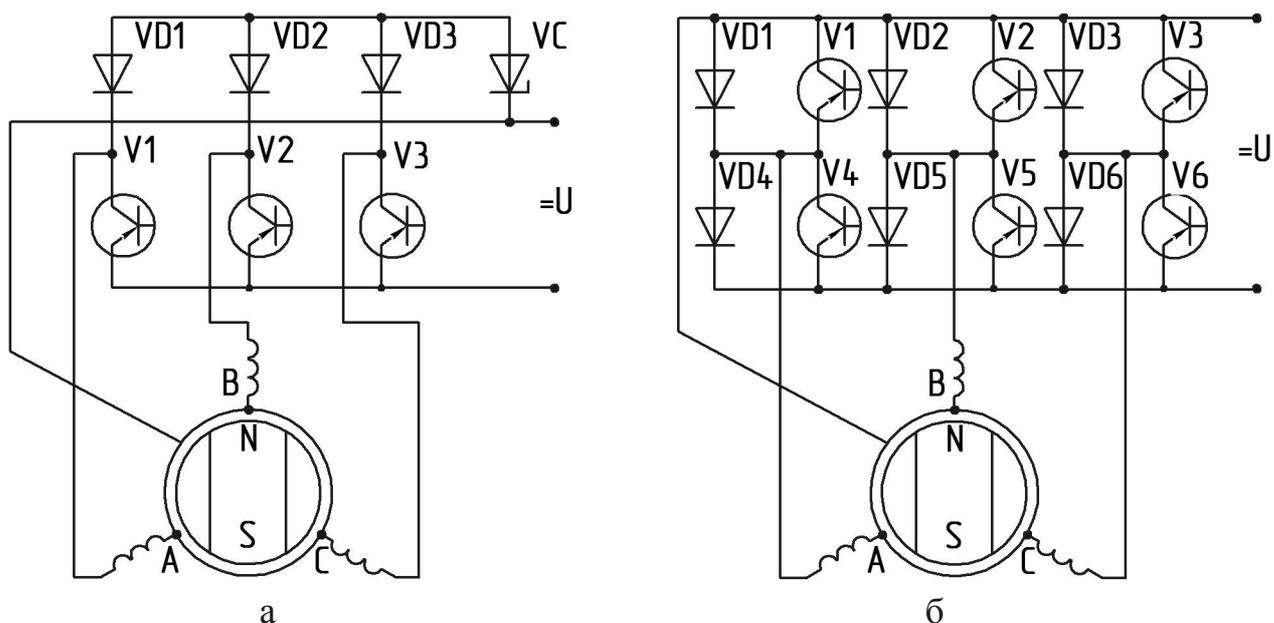 VD1 VD2 VD3 VC
V1 V2 V3
=U
B
N
S
A C
а
VD1 V1 VD2 V2 VD3 V3
=U
VD4 V4 VD5 V5 VD6 V6
B
N
S
A C
б